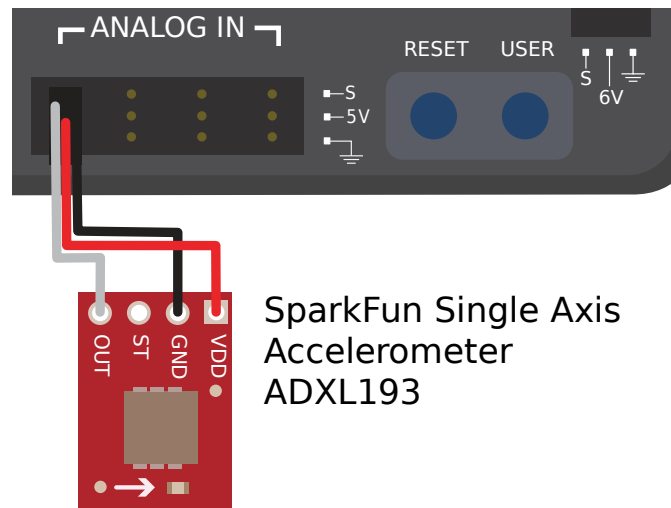 ANALOG IN
RESET
USER
S
5V
S
6V
OUT
ST
GND
VDD
SparkFun Single Axis
Accelerometer
ADXL193